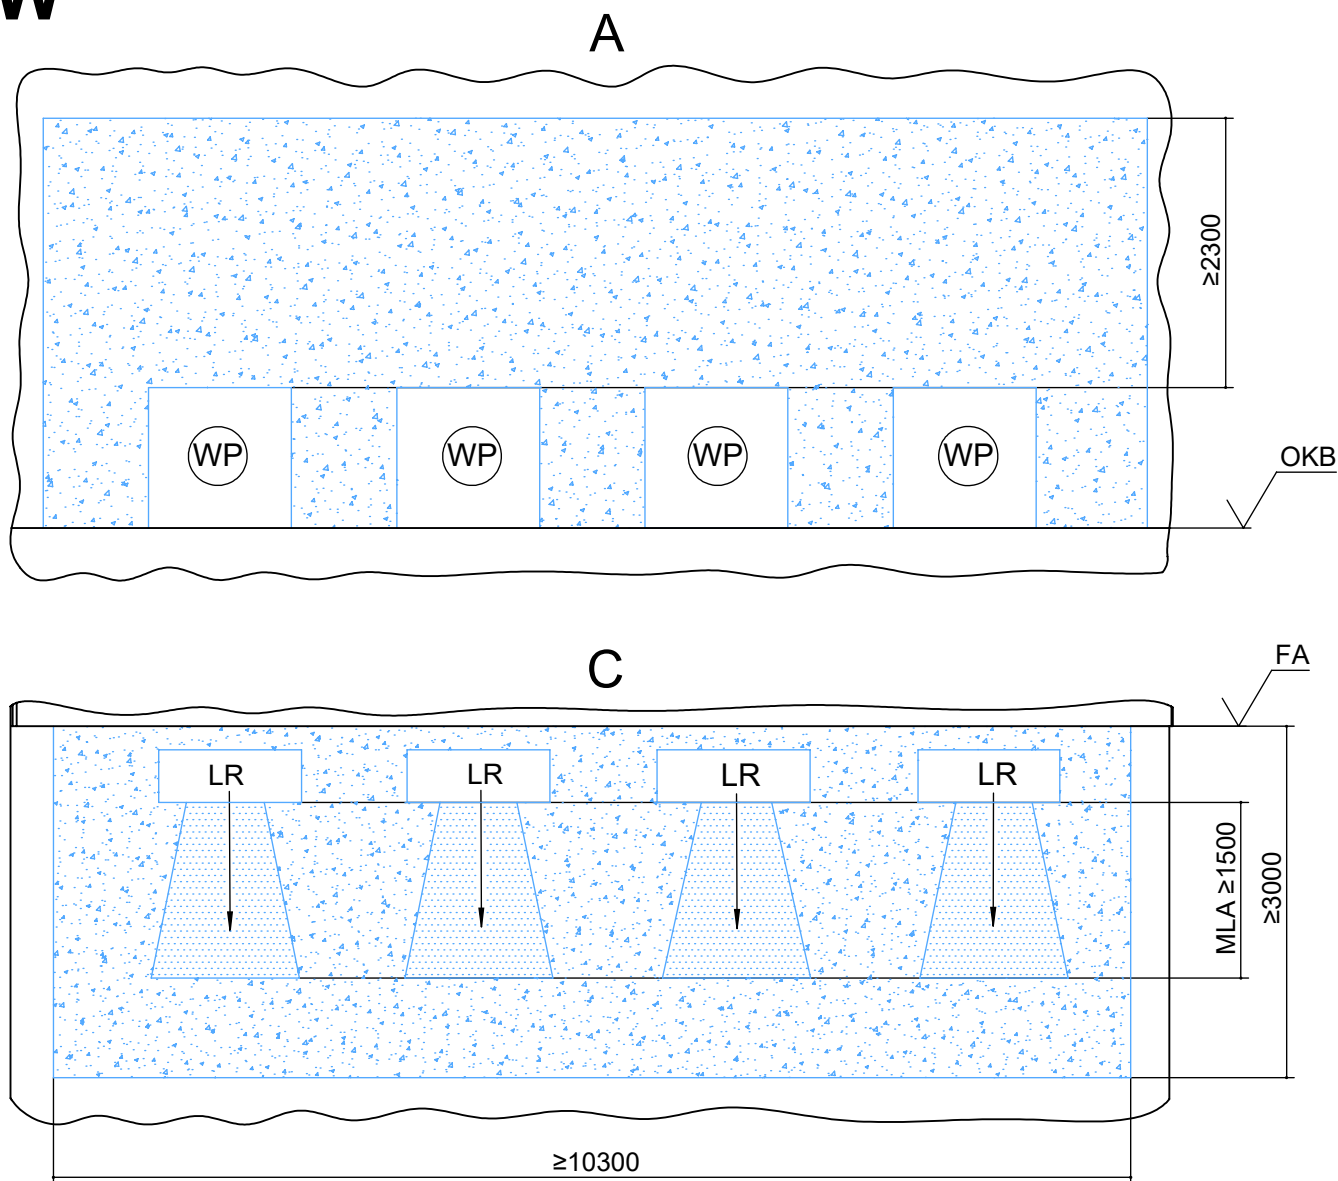 W
A
≥2300
WP WP WP WP
OKB
C
FA
LR LR LR LR
MLA ≥1500
≥3000
≥10300